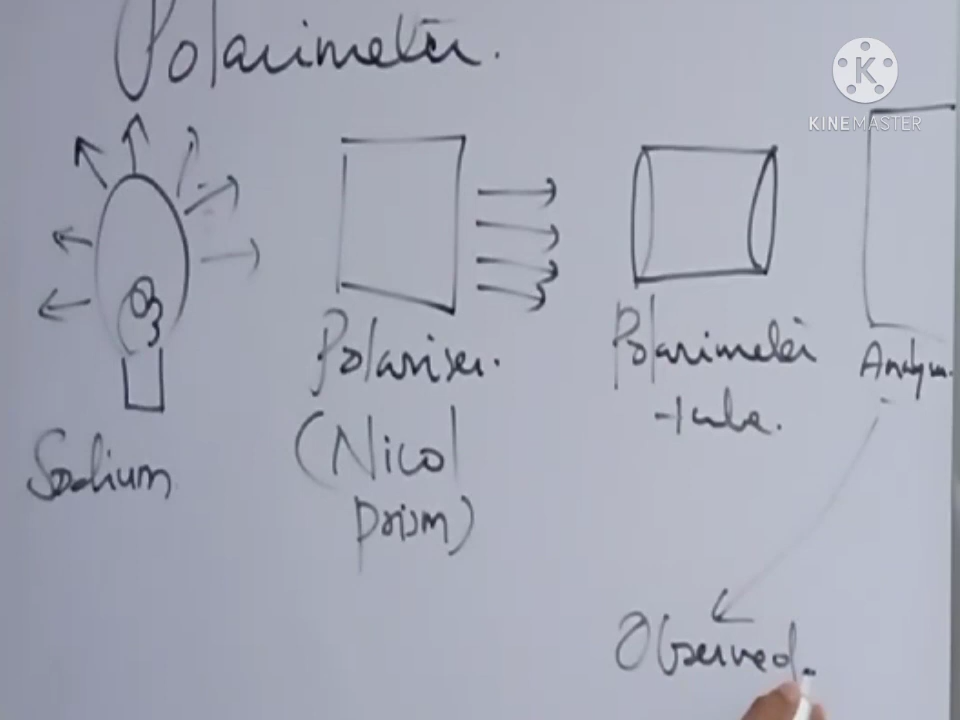 Polarimeter.
K
KINEMASTER
Polariser.
(Nicol
prism)
Polarimeter
tube.
Sodium
Observed.